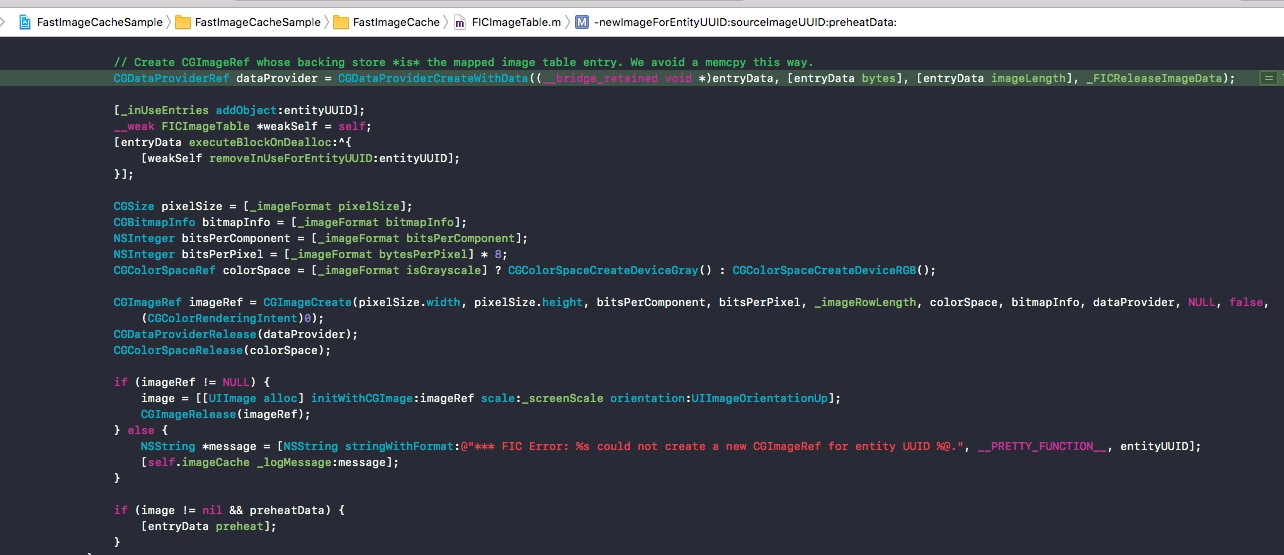 FastImageCacheSample FastImageCacheSample FastImageCache m FICImageTable.m M -newImageForEntityUUID:sourceImageUUID:preheatData:
// Create CGImageRef whose backing store *is* the mapped image table entry. We avoid a memcpy this way.
CGDataProviderRef dataProvider = CGDataProviderCreateWithData((__bridge_retained void *)entryData, [entryData bytes], [entryData imageLength], _FICReleaseImageData);
[_inUseEntries addObject:entityUUID];
__weak FICImageTable *weakSelf = self;
[entryData executeBlockOnDealloc:^{
[weakSelf removeInUseForEntityUUID:entityUUID];
}];
CGSize pixelSize = [_imageFormat pixelSize];
CGBitmapInfo bitmapInfo = [_imageFormat bitmapInfo];
NSInteger bitsPerComponent = [_imageFormat bitsPerComponent];
NSInteger bitsPerPixel = [_imageFormat bytesPerPixel] * 8;
CGColorSpaceRef colorSpace = [_imageFormat isGrayscale] ? CGColorSpaceCreateDeviceGray() : CGColorSpaceCreateDeviceRGB();
CGImageRef imageRef = CGImageCreate(pixelSize.width, pixelSize.height, bitsPerComponent, bitsPerPixel, _imageRowLength, colorSpace, bitmapInfo, dataProvider, NULL, false,
(CGColorRenderingIntent)0);
CGDataProviderRelease(dataProvider);
CGColorSpaceRelease(colorSpace);
if (imageRef != NULL) {
image = [[UIImage alloc] initWithCGImage:imageRef scale:_screenScale orientation:UIImageOrientationUp];
CGImageRelease(imageRef);
} else {
NSString *message = [NSString stringWithFormat:@"*** FIC Error: %s could not create a new CGImageRef for entity UUID %@.", __PRETTY_FUNCTION__, entityUUID];
[self.imageCache _logMessage:message];
}
if (image != nil && preheatData) {
[entryData preheat];
}